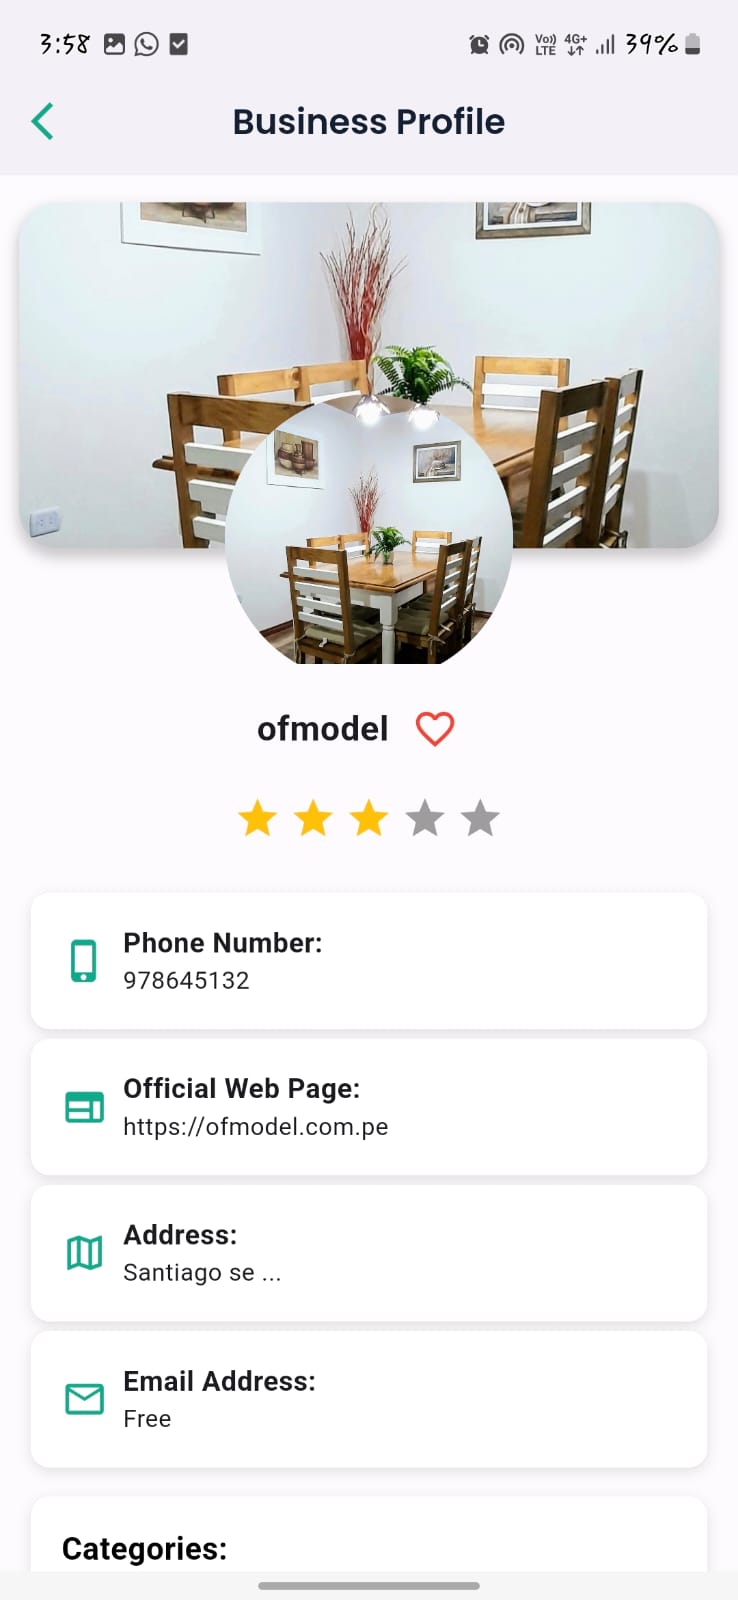 3:58
Vo)) LTE 4G+ 39%
Business Profile
ofmodel
Phone Number:
978645132
Official Web Page:
https://ofmodel.com.pe
Address:
Santiago se ...
Email Address:
Free
Categories: